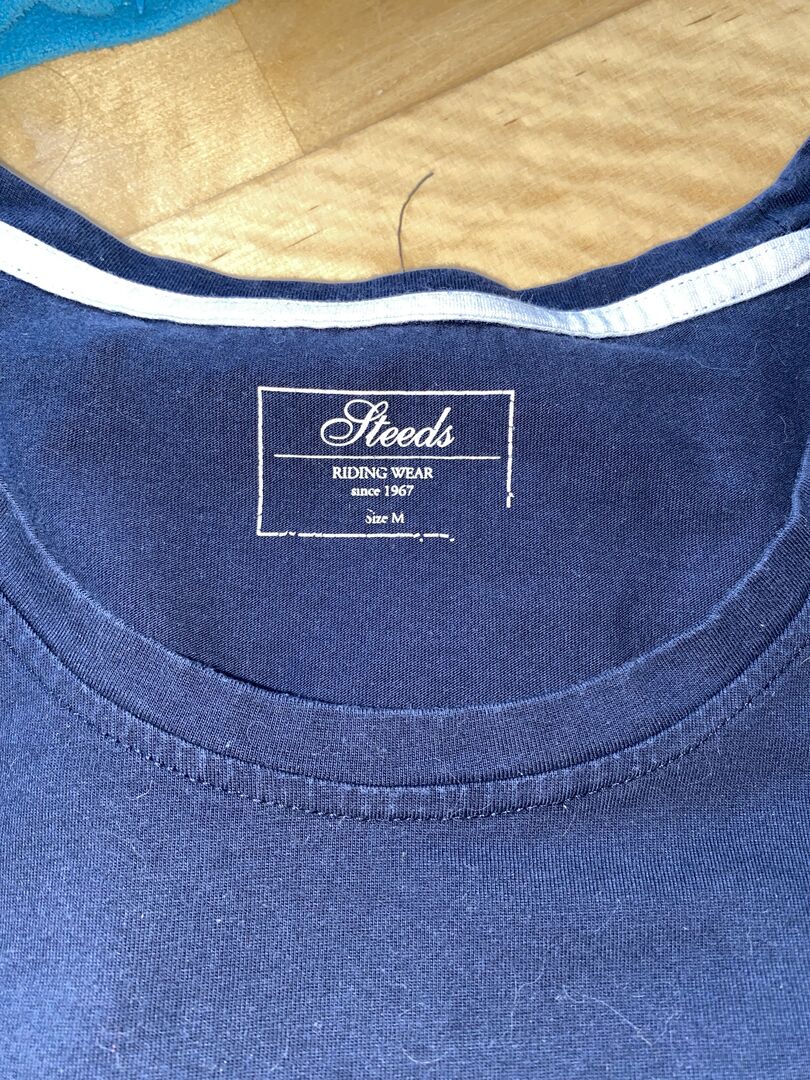 Steeds
RIDING WEAR
since 1967
Size M